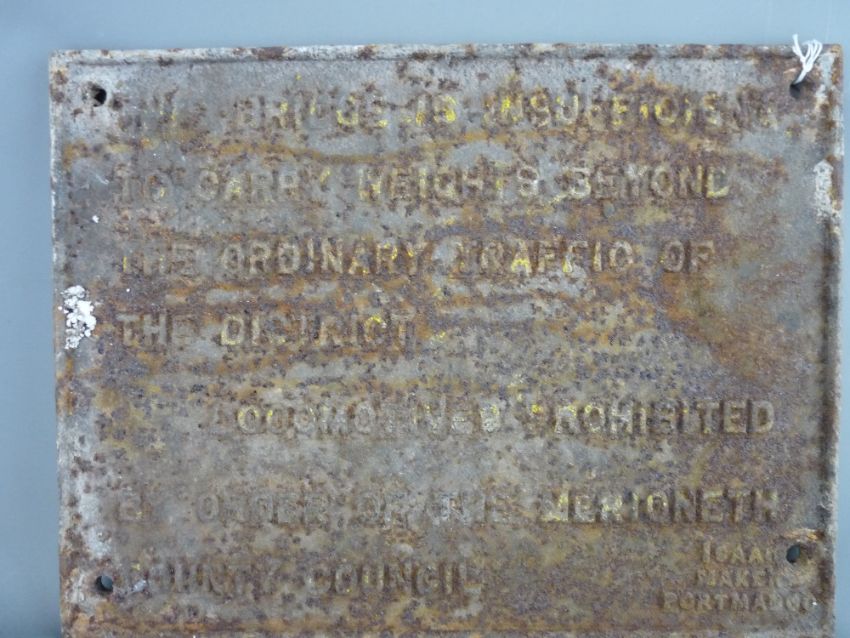 THIS BRIDGE IS INSUFFICIENT
TO CARRY WEIGHTS BEYOND
THE ORDINARY TRAFFIC OF
THE DISTRICT
LOCOMOTIVES PROHIBITED
BY ORDER OF THE MERIONETH
COUNTY COUNCIL
ISAAC
MAKER
PORTMADOC